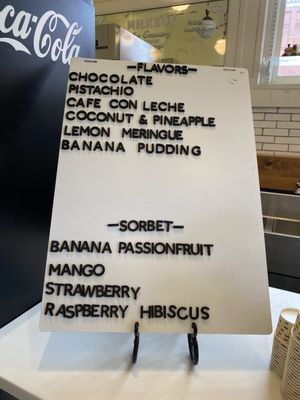 Coca-Cola
MILKBOX
—FLAVORS—
CHOCOLATE
PISTACHIO
CAFE CON LECHE
COCONUT & PINEAPPLE
LEMON MERINGUE
BANANA PUDDING
—SORBET—
BANANA PASSIONFRUIT
MANGO
STRAWBERRY
RASPBERRY HIBISCUS